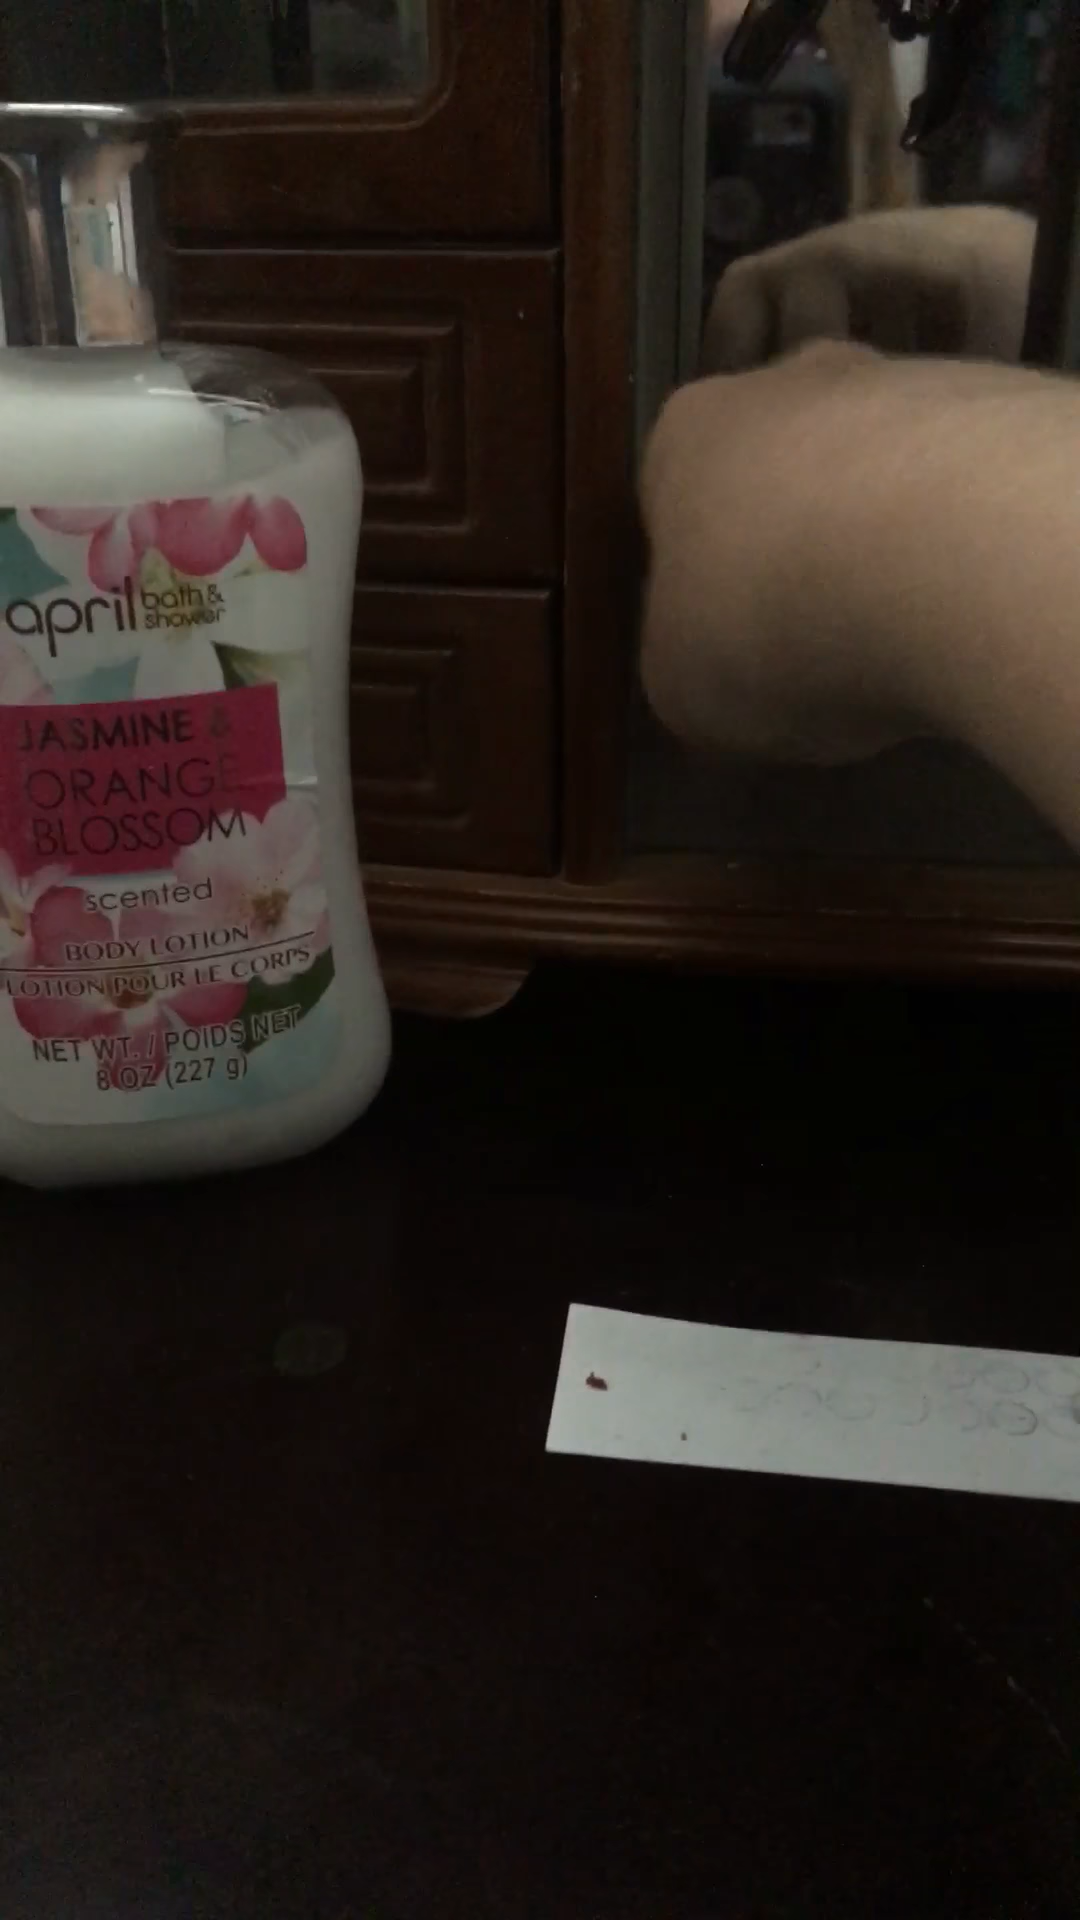 april bath &
shower
JASMINE &
ORANGE
BLOSSOM
scented
BODY LOTION
LOTION POUR LE CORPS
NET WT. / POIDS NET
8 OZ (227 g)